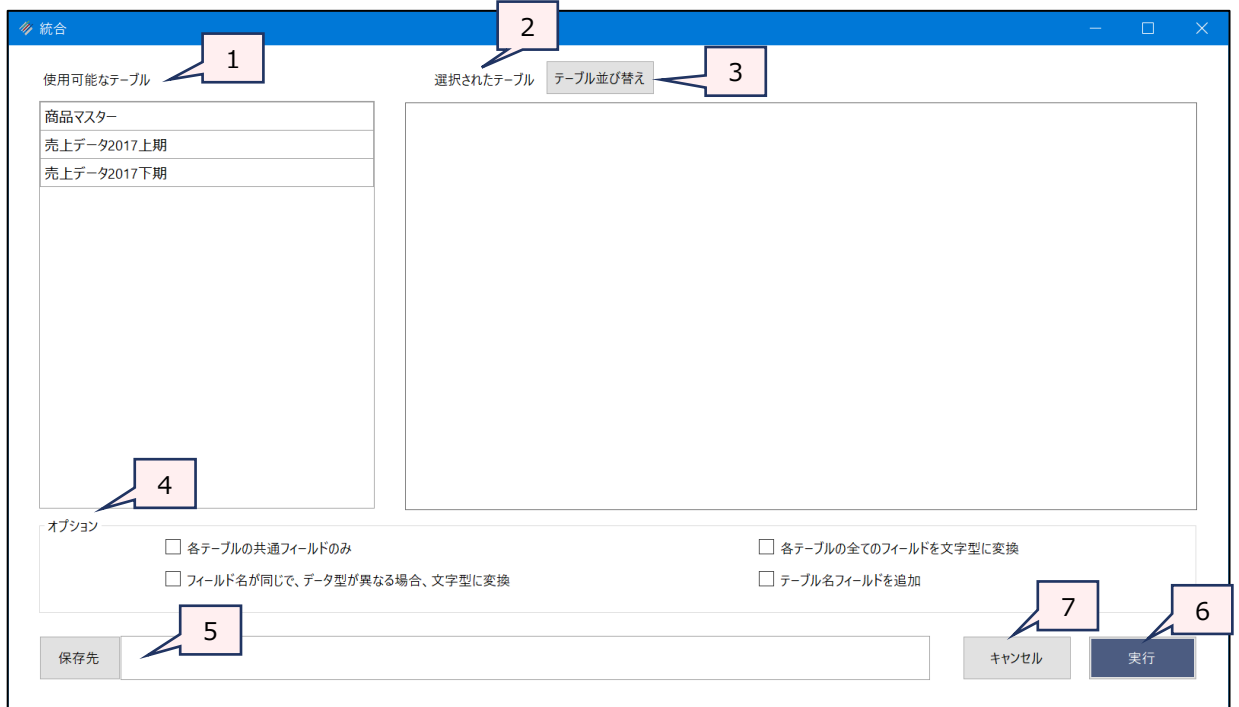 統合
1
2
3
使用可能なテーブル
選択されたテーブル
テーブル並び替え
商品マスター
売上データ2017上期
売上データ2017下期
4
オプション
各テーブルの共通フィールドのみ
各テーブルの全てのフィールドを文字型に変換
フィールド名が同じで、データ型が異なる場合、文字型に変換
テーブル名フィールドを追加
5
7
6
保存先
キャンセル
実行